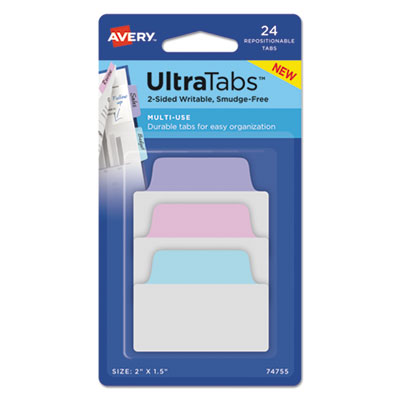 AVERY
24
REPOSITIONABLE
TABS
UltraTabs™
NEW
2-Sided Writable, Smudge-Free
MULTI-USE
Durable tabs for easy organization
SIZE: 2" X 1.5"
74755